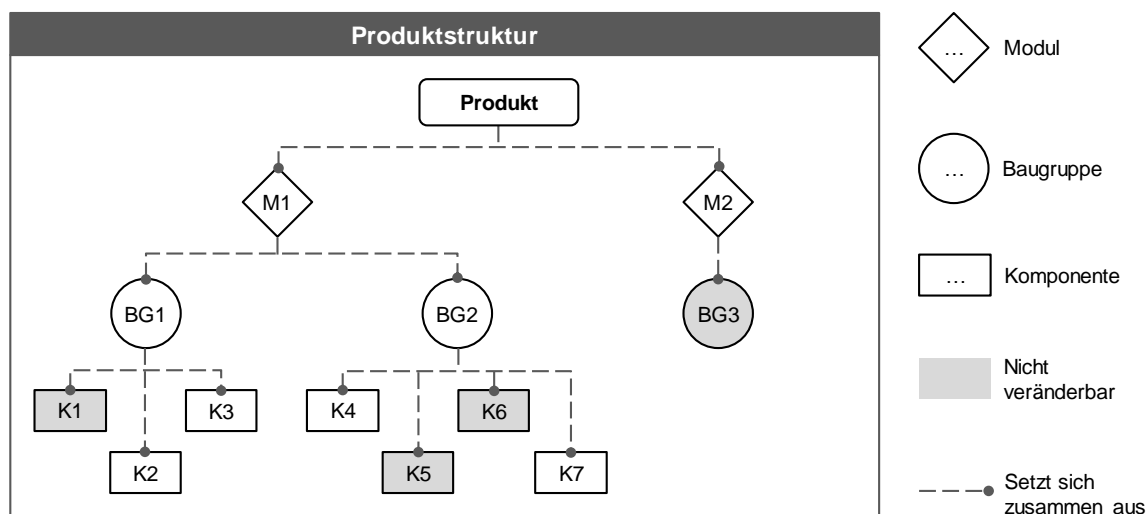 Produktstruktur
Produkt
M1
M2
BG1
BG2
BG3
K1
K3
K4
K6
K2
K5
K7
…
Modul
…
Baugruppe
…
Komponente
Nicht
veränderbar
Setzt sich
zusammen aus